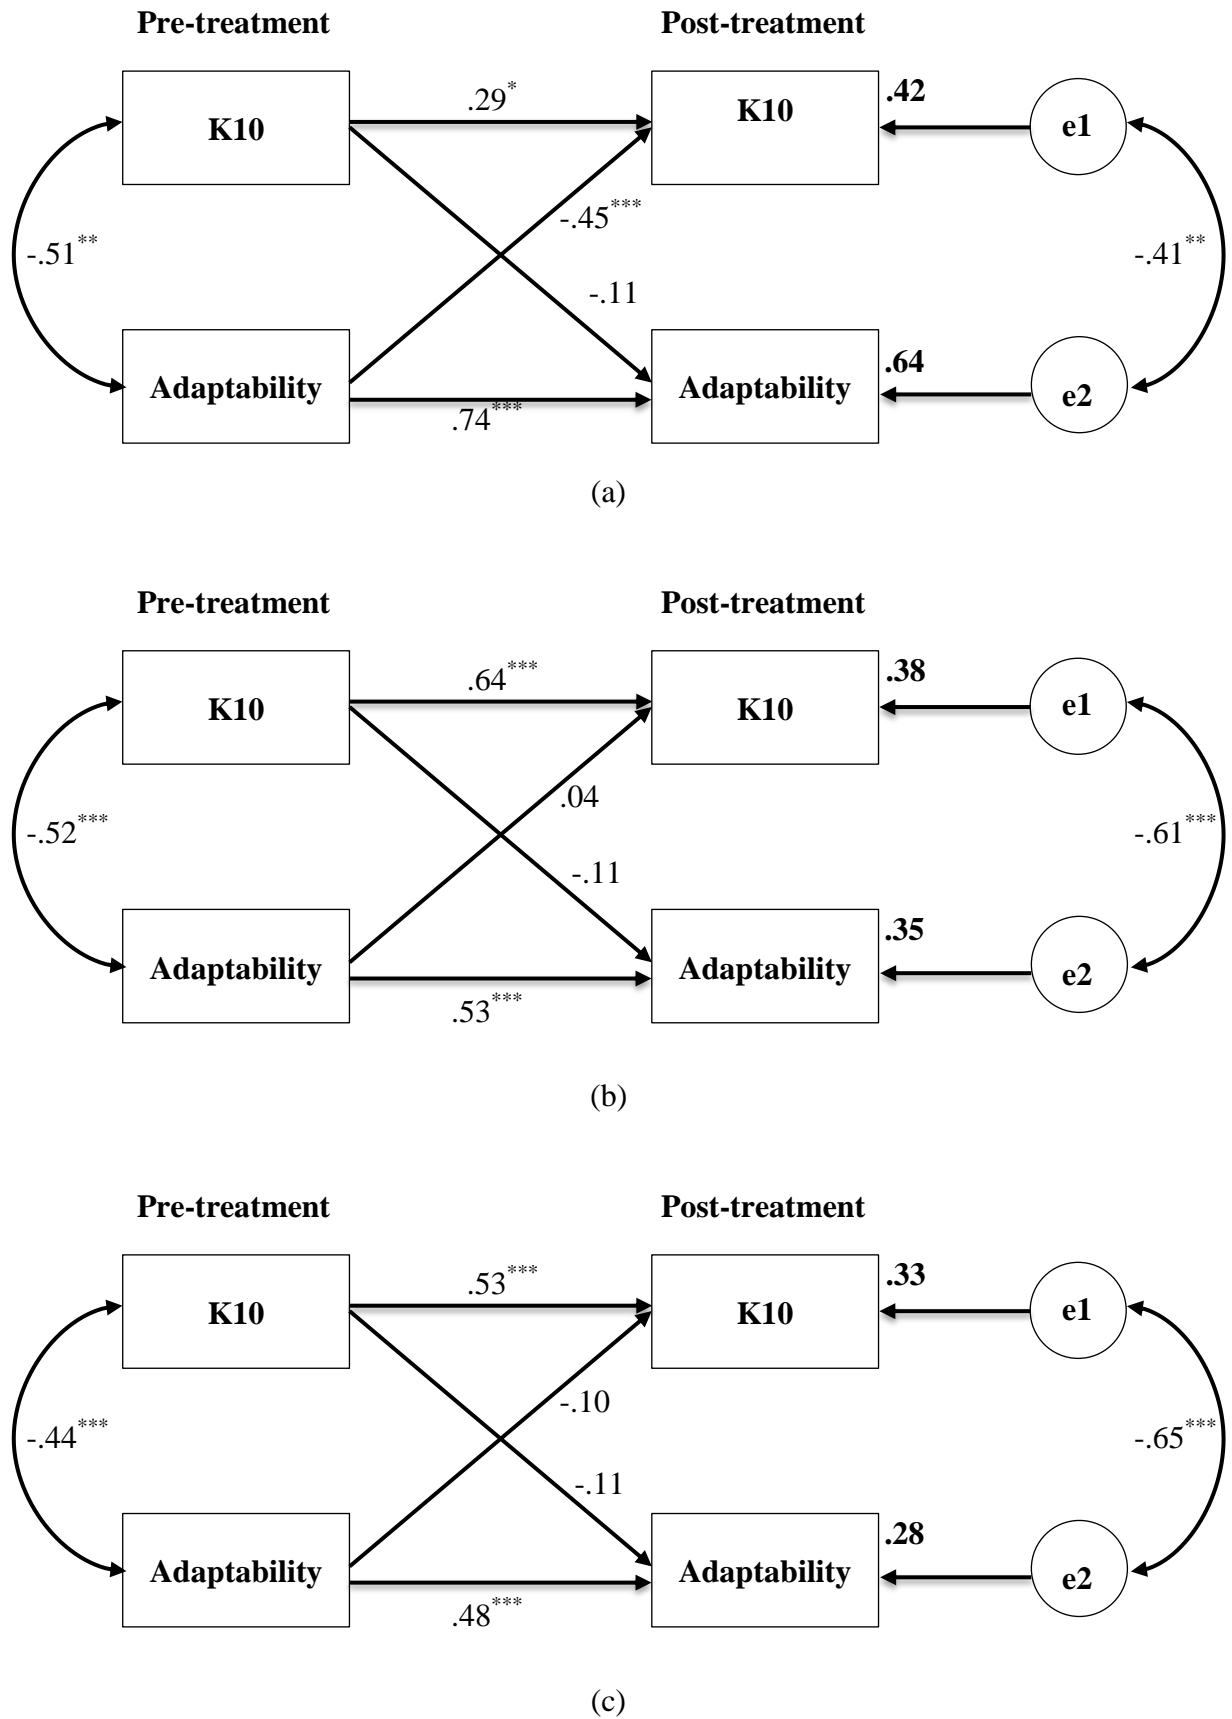 Pre-treatment Post-treatment
.29* .42
K10 K10 e1
-.45***
-.51** -.41**
-.11
.64
Adaptability Adaptability e2
.74***
(a)
Pre-treatment Post-treatment
.64*** .38
K10 K10 e1
.04
-.52*** -.61***
-.11
.35
Adaptability Adaptability e2
.53***
(b)
Pre-treatment Post-treatment
.53*** .33
K10 K10 e1
-.10
-.44*** -.65***
-.11
.28
Adaptability Adaptability e2
.48***
(c)